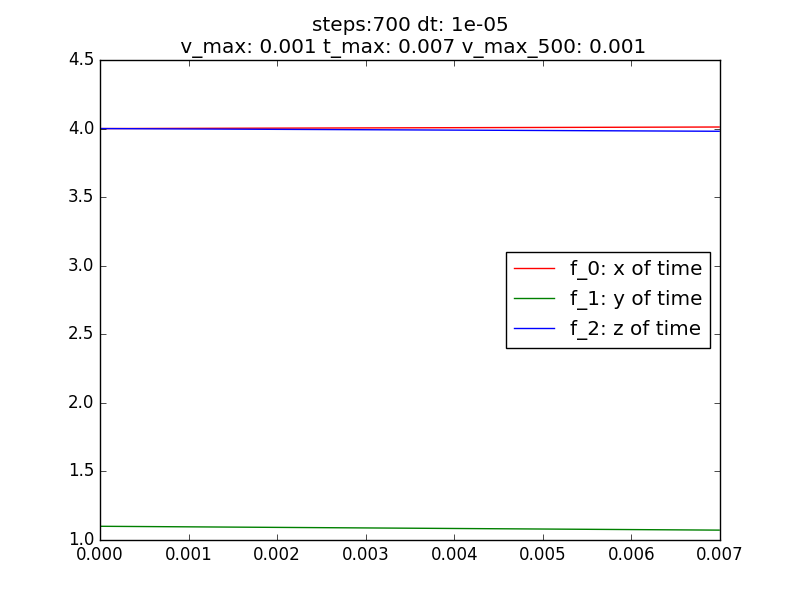 steps:700 dt: 1e-05
v_max: 0.001 t_max: 0.007 v_max_500: 0.001
4.5
4.0
3.5
3.0
2.5
2.0
1.5
1.0
f_0: x of time
f_1: y of time
f_2: z of time
0.000 0.001 0.002 0.003 0.004 0.005 0.006 0.007